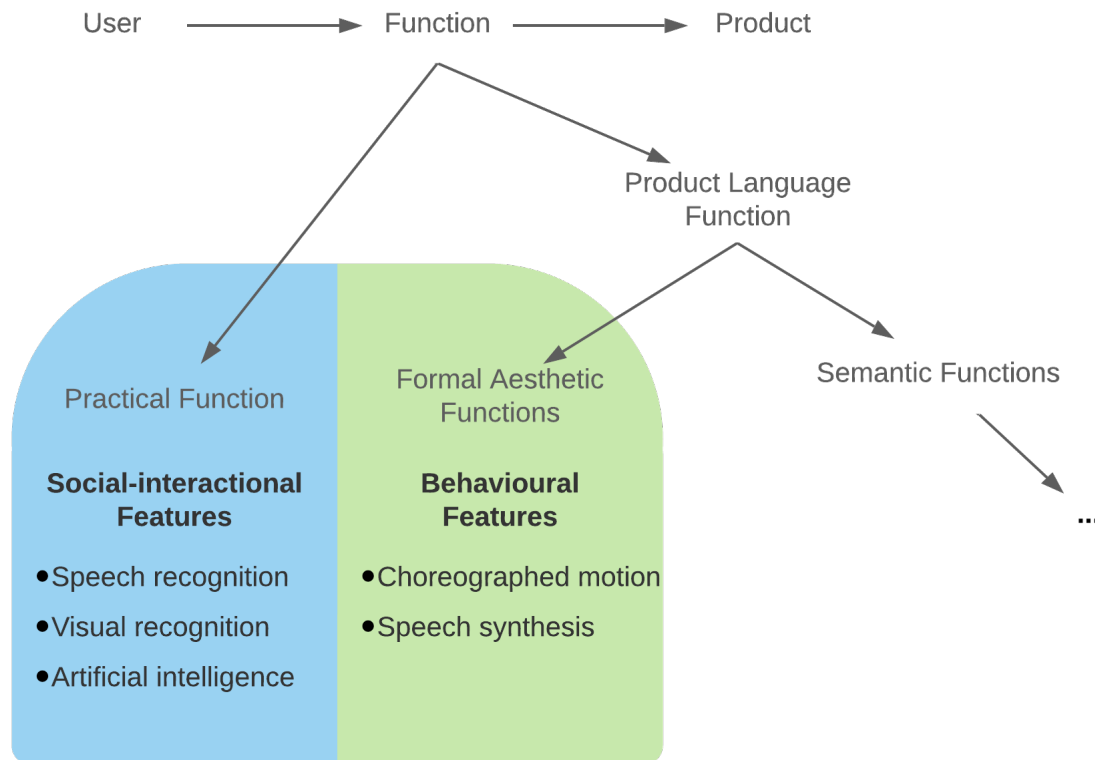 User
Function
Product
Product Language
Function
Practical Function
Formal Aesthetic
Functions
Semantic Functions
Social-interactional
Features
Behavioural
Features
...
•Speech recognition
•Visual recognition
•Artificial intelligence
•Choreographed motion
•Speech synthesis